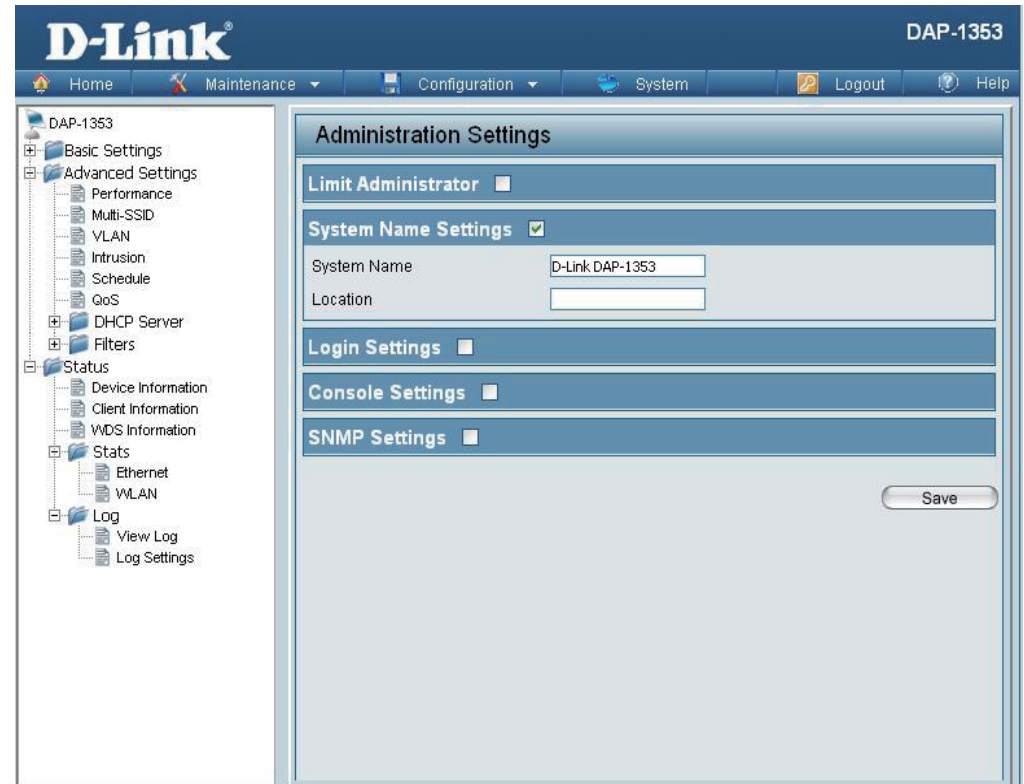 D-Link®
DAP-1353
Home Maintenance Configuration System Logout Help
DAP-1353
Basic Settings
Advanced Settings
Performance
Multi-SSID
VLAN
Intrusion
Schedule
QoS
DHCP Server
Filters
Status
Device Information
Client Information
WDS Information
Stats
Ethernet
WLAN
Log
View Log
Log Settings
Administration Settings
Limit Administrator
System Name Settings
System Name D-Link DAP-1353
Location
Login Settings
Console Settings
SNMP Settings
Save